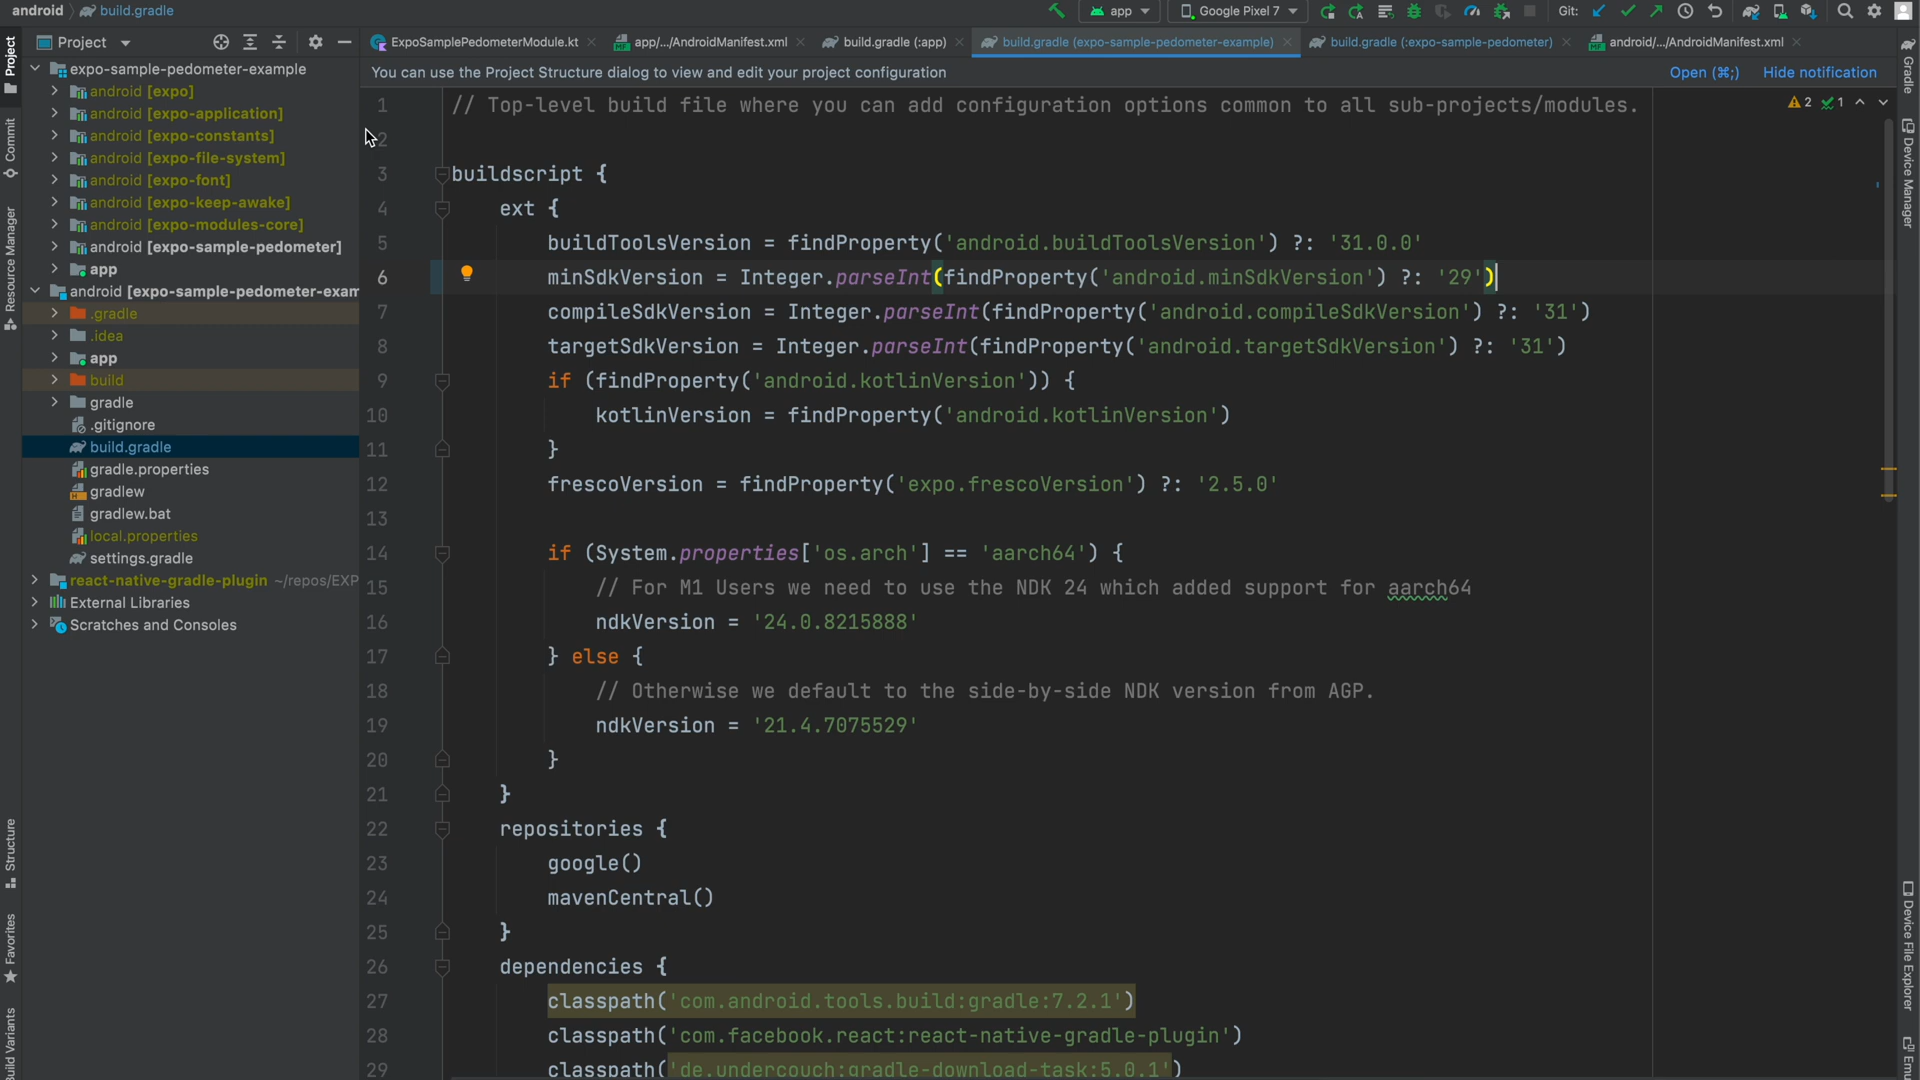 android
build.gradle
app
Google Pixel 7
Git:
Project
ExpoSamplePedometerModule.kt
app/.../AndroidManifest.xml
build.gradle (:app)
build.gradle (expo-sample-pedometer-example)
build.gradle (:expo-sample-pedometer)
android/.../AndroidManifest.xml
You can use the Project Structure dialog to view and edit your project configuration
Open (⌘;)
Hide notification
2
1
expo-sample-pedometer-example
android [expo]
android [expo-application]
android [expo-constants]
android [expo-file-system]
android [expo-font]
android [expo-keep-awake]
android [expo-modules-core]
android [expo-sample-pedometer]
app
android [expo-sample-pedometer-exam
.gradle
.idea
app
build
gradle
.gitignore
build.gradle
gradle.properties
gradlew
gradlew.bat
local.properties
settings.gradle
react-native-gradle-plugin ~/repos/EXP
External Libraries
Scratches and Consoles
Project
Commit
Resource Manager
Structure
Favorites
Build Variants
1 // Top-level build file where you can add configuration options common to all sub-projects/modules.
2
3 buildscript {
4 ext {
5 buildToolsVersion = findProperty('android.buildToolsVersion') ?: '31.0.0'
6 minSdkVersion = Integer.parseInt(findProperty('android.minSdkVersion') ?: '29')
7 compileSdkVersion = Integer.parseInt(findProperty('android.compileSdkVersion') ?: '31')
8 targetSdkVersion = Integer.parseInt(findProperty('android.targetSdkVersion') ?: '31')
9 if (findProperty('android.kotlinVersion')) {
10 kotlinVersion = findProperty('android.kotlinVersion')
11 }
12 frescoVersion = findProperty('expo.frescoVersion') ?: '2.5.0'
13
14 if (System.properties['os.arch'] == 'aarch64') {
15 // For M1 Users we need to use the NDK 24 which added support for aarch64
16 ndkVersion = '24.0.8215888'
17 } else {
18 // Otherwise we default to the side-by-side NDK version from AGP.
19 ndkVersion = '21.4.7075529'
20 }
21 }
22 repositories {
23 google()
24 mavenCentral()
25 }
26 dependencies {
27 classpath('com.android.tools.build:gradle:7.2.1')
28 classpath('com.facebook.react:react-native-gradle-plugin')
29 classpath('de.undercouch:gradle-download-task:5.0.1')
Gradle
Device Manager
Device File Explorer
Emu